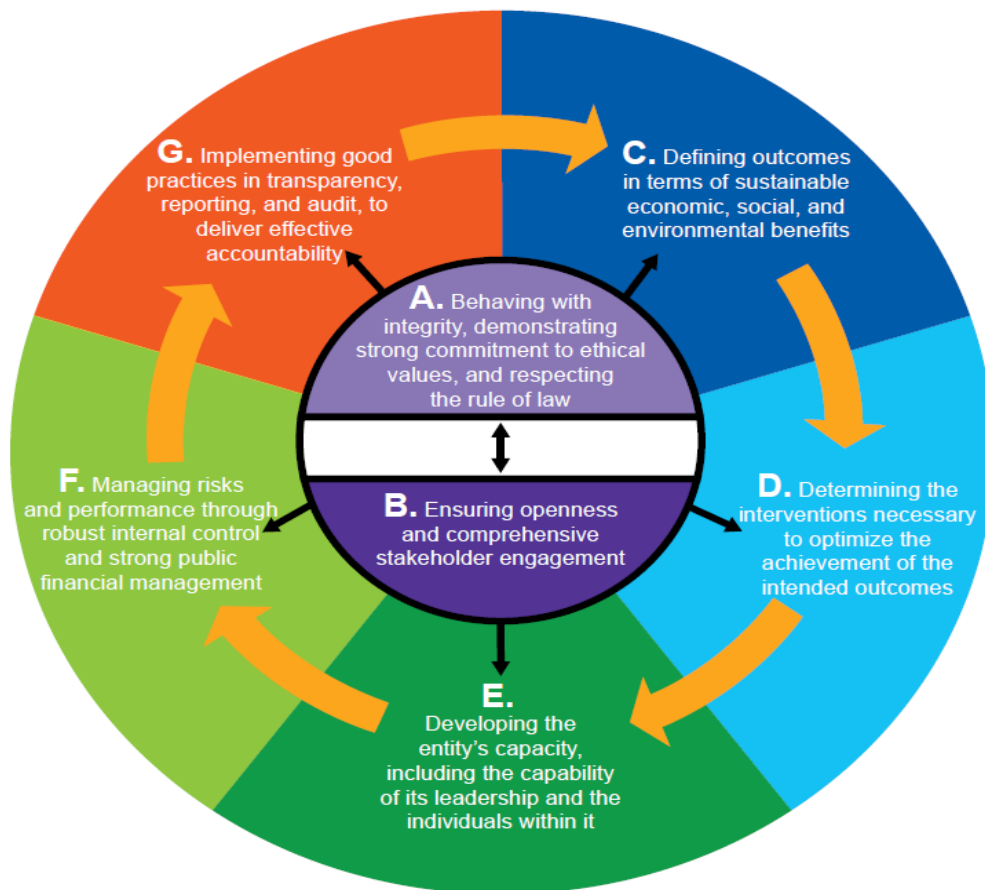 A. Behaving with
integrity, demonstrating
strong commitment to ethical
values, and respecting
the rule of law
B. Ensuring openness
and comprehensive
stakeholder engagement
C. Defining outcomes
in terms of sustainable
economic, social, and
environmental benefits
D. Determining the
interventions necessary
to optimize the
achievement of the
intended outcomes
E.
Developing the
entity’s capacity,
including the capability
of its leadership and the
individuals within it
F. Managing risks
and performance through
robust internal control
and strong public
financial management
G. Implementing good
practices in transparency,
reporting, and audit, to
deliver effective
accountability